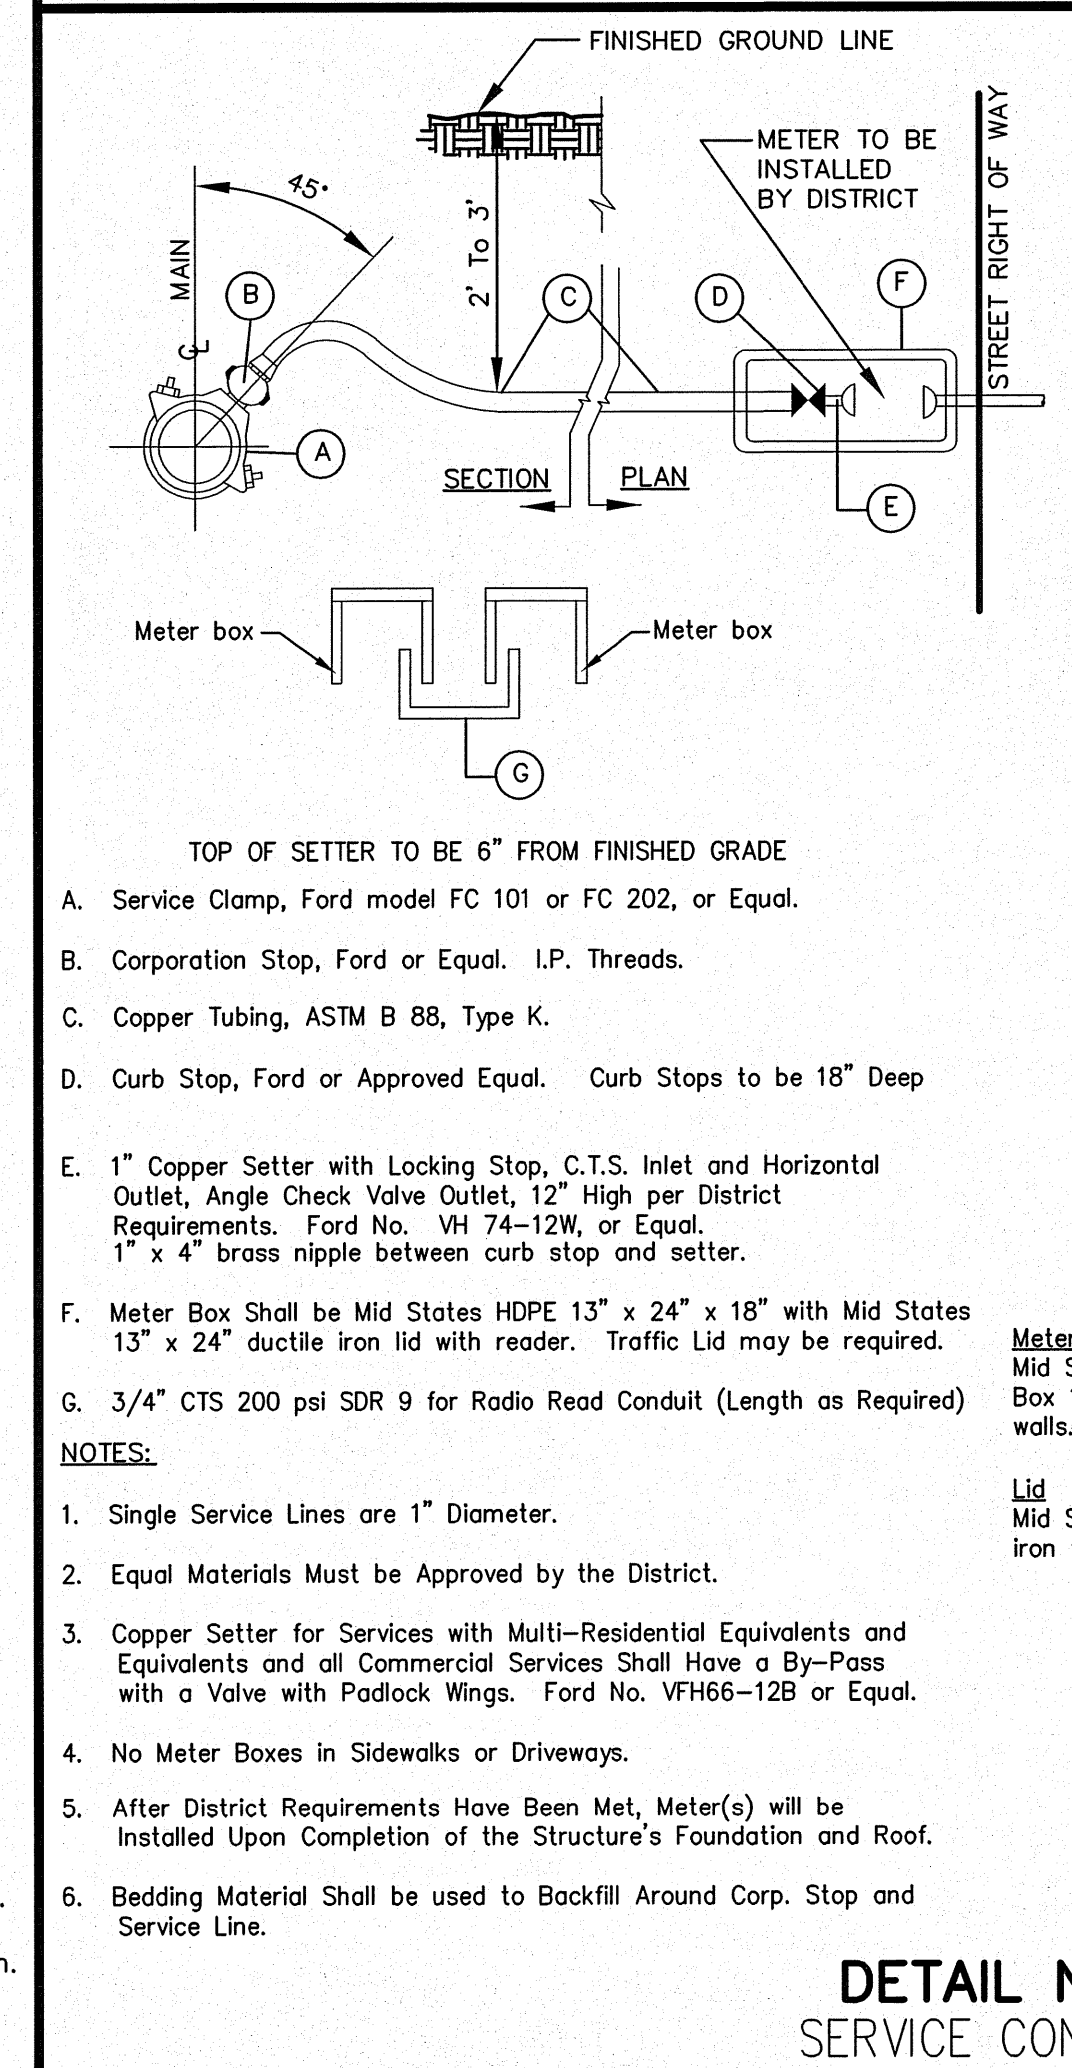 FINISHED GROUND LINE
METER TO BE
INSTALLED
BY DISTRICT
STREET RIGHT OF WAY
45°
MAIN
℄
2' To 3'
B
C
D
F
A
SECTION
PLAN
E
Meter box
Meter box
G
TOP OF SETTER TO BE 6" FROM FINISHED GRADE
A. Service Clamp, Ford model FC 101 or FC 202, or Equal.
B. Corporation Stop, Ford or Equal. I.P. Threads.
C. Copper Tubing, ASTM B 88, Type K.
D. Curb Stop, Ford or Approved Equal. Curb Stops to be 18" Deep
E. 1" Copper Setter with Locking Stop, C.T.S. Inlet and Horizontal
Outlet, Angle Check Valve Outlet, 12" High per District
Requirements. Ford No. VH 74-12W, or Equal.
1" x 4" brass nipple between curb stop and setter.
F. Meter Box Shall be Mid States HDPE 13" x 24" x 18" with Mid States
13" x 24" ductile iron lid with reader. Traffic Lid may be required.
G. 3/4" CTS 200 psi SDR 9 for Radio Read Conduit (Length as Required)
NOTES:
1. Single Service Lines are 1" Diameter.
2. Equal Materials Must be Approved by the District.
3. Copper Setter for Services with Multi-Residential Equivalents and
Equivalents and all Commercial Services Shall Have a By-Pass
with a Valve with Padlock Wings. Ford No. VFH66-12B or Equal.
4. No Meter Boxes in Sidewalks or Driveways.
5. After District Requirements Have Been Met, Meter(s) will be
Installed Upon Completion of the Structure's Foundation and Roof.
6. Bedding Material Shall be used to Backfill Around Corp. Stop and
Service Line.
Meter
Mid S
Box
walls.
Lid
Mid S
iron
DETAIL N
SERVICE CON